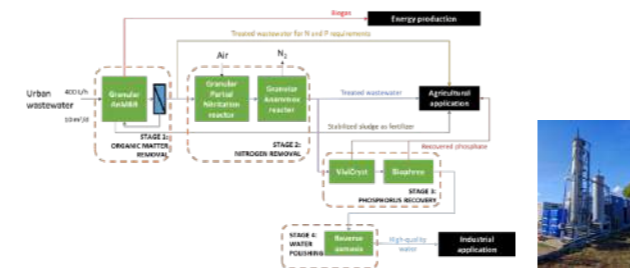 Biogas
Energy production
Treated wastewater for N and P requirements
Air
N2
Urban
wastewater
400 L/h
10 m³/d
Granular
AnMBR
Granular
Partial
Nitritation
reactor
Granular
Anammox
reactor
Treated wastewater
Agricultural
application
Stabilized sludge as fertilizer
STAGE 1:
ORGANIC MATTER
REMOVAL
STAGE 2:
NITROGEN REMOVAL
Recovered phosphate
ViviCryst
Biophree
STAGE 3:
PHOSPHORUS RECOVERY
STAGE 4:
WATER
POLISHING
Reverse
osmosis
High-quality
water
Industrial
application